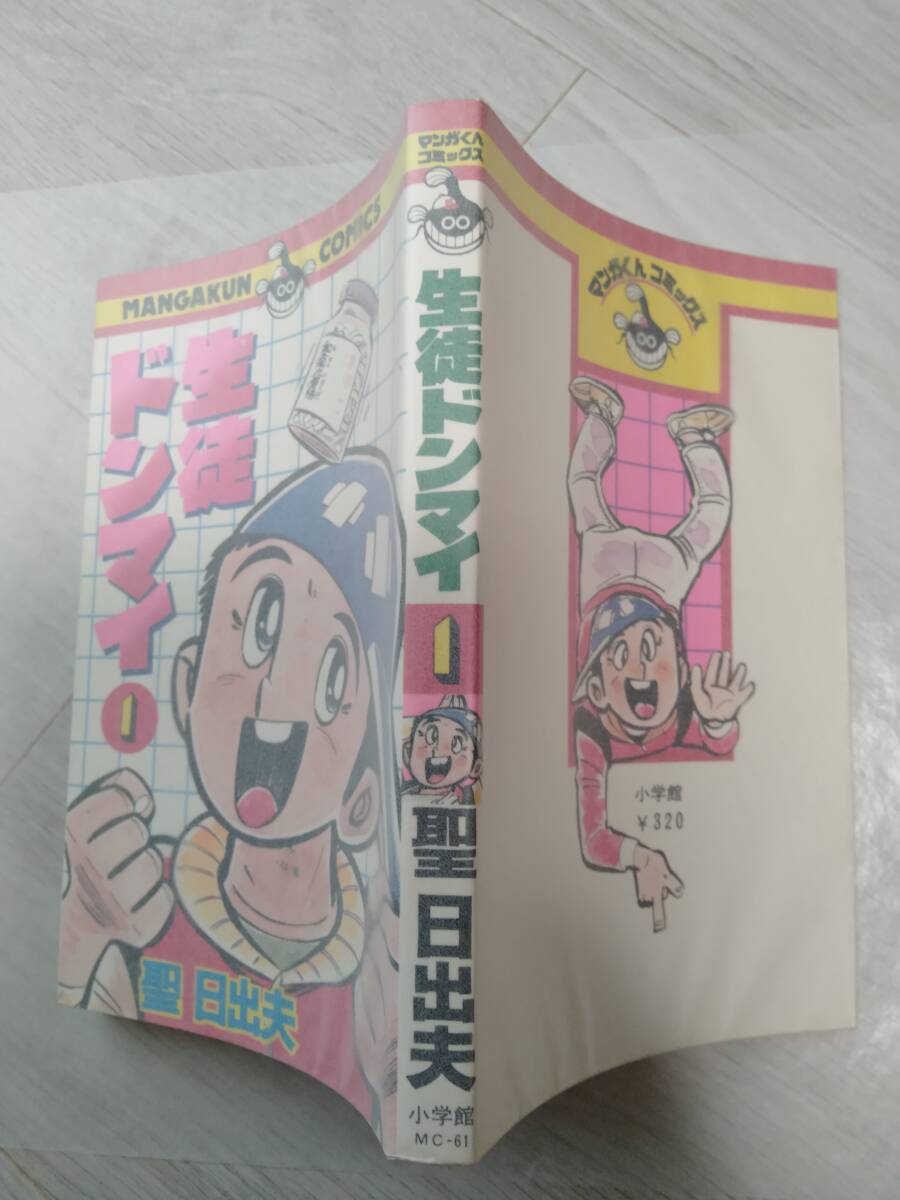 MANGAKUN COMICS
生徒
ドンマイ
1
聖 日出夫
マンガくん
コミックス
生徒ドンマイ
1
聖 日出夫
小学館
MC-61
マンガくん コミックス
小学館
¥320